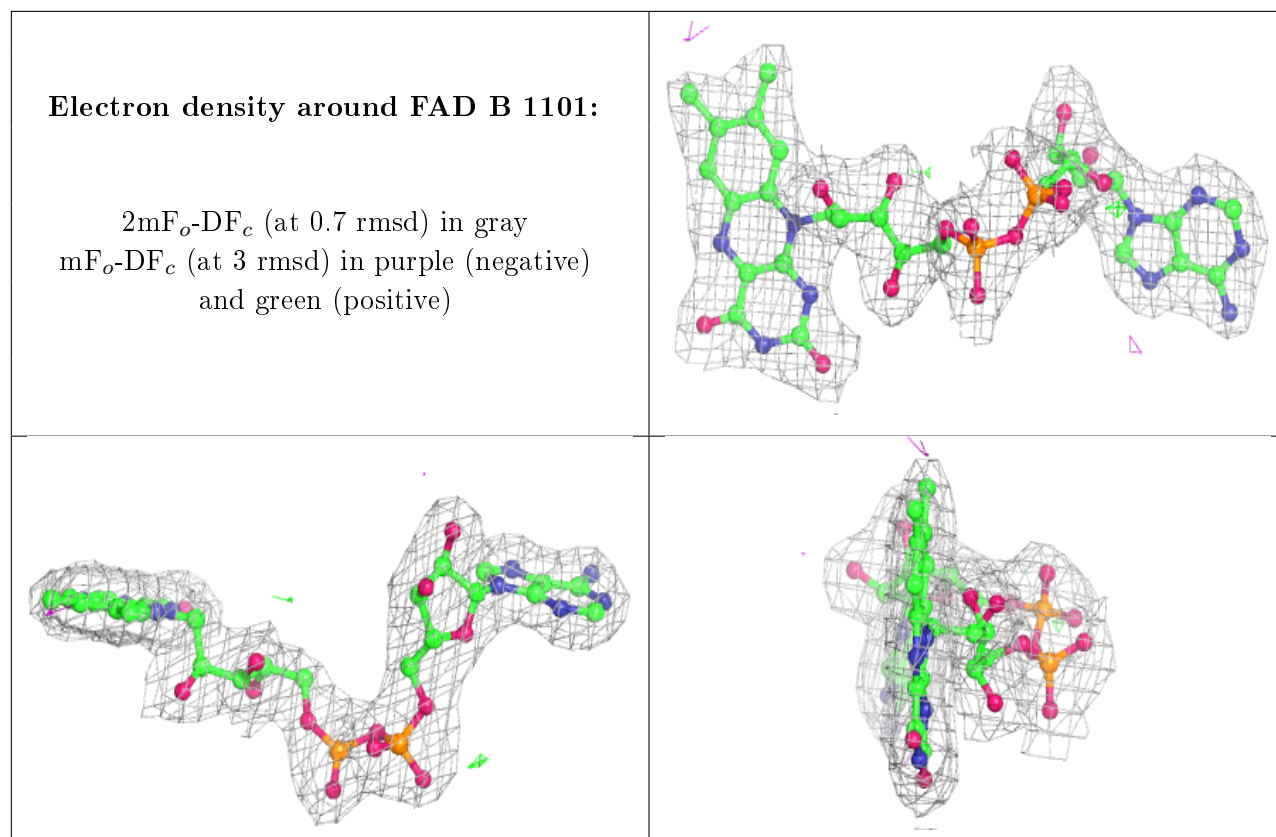 Electron density around FAD B 1101:
2mFₒ-DF𝒸 (at 0.7 rmsd) in gray
mFₒ-DF𝒸 (at 3 rmsd) in purple (negative)
and green (positive)